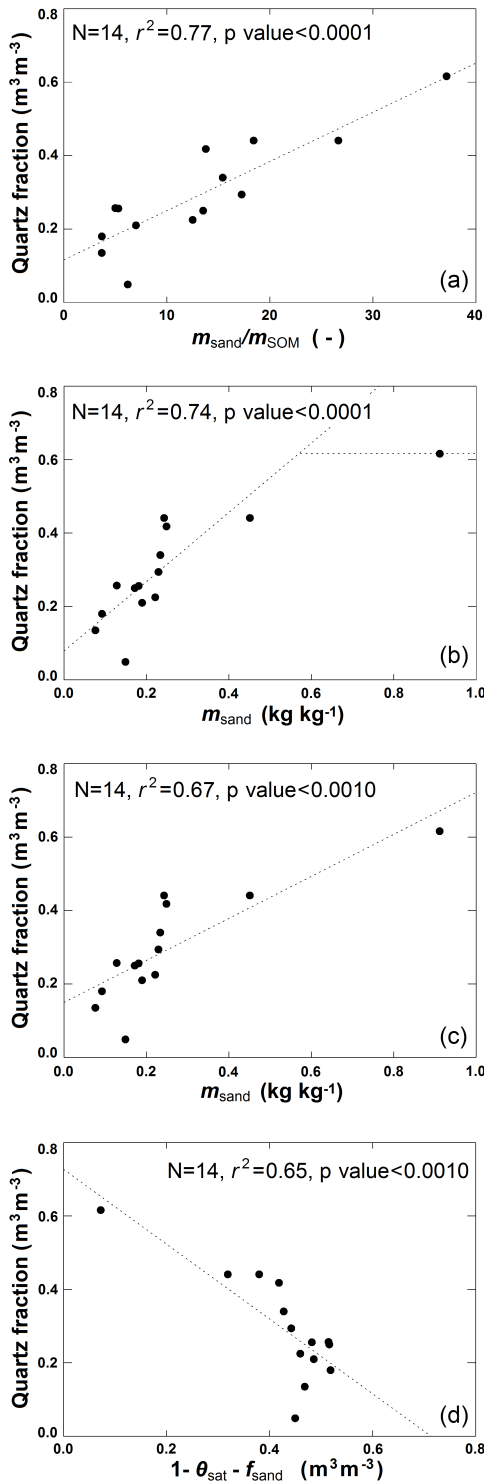 N=14, r²=0.77, p value<0.0001
0.8
0.6
0.4
0.2
0.0
Quartz fraction (m³m⁻³)
(a)
0 10 20 30 40
m_sand/m_SOM (-)
N=14, r²=0.74, p value<0.0001
0.8
0.6
0.4
0.2
0.0
Quartz fraction (m³m⁻³)
(b)
0.0 0.2 0.4 0.6 0.8 1.0
m_sand (kg kg⁻¹)
N=14, r²=0.67, p value<0.0010
0.8
0.6
0.4
0.2
0.0
Quartz fraction (m³m⁻³)
(c)
0.0 0.2 0.4 0.6 0.8 1.0
m_sand (kg kg⁻¹)
N=14, r²=0.65, p value<0.0010
0.8
0.6
0.4
0.2
0.0
Quartz fraction (m³m⁻³)
(d)
0.0 0.2 0.4 0.6 0.8
1- θ_sat - f_sand (m³m⁻³)